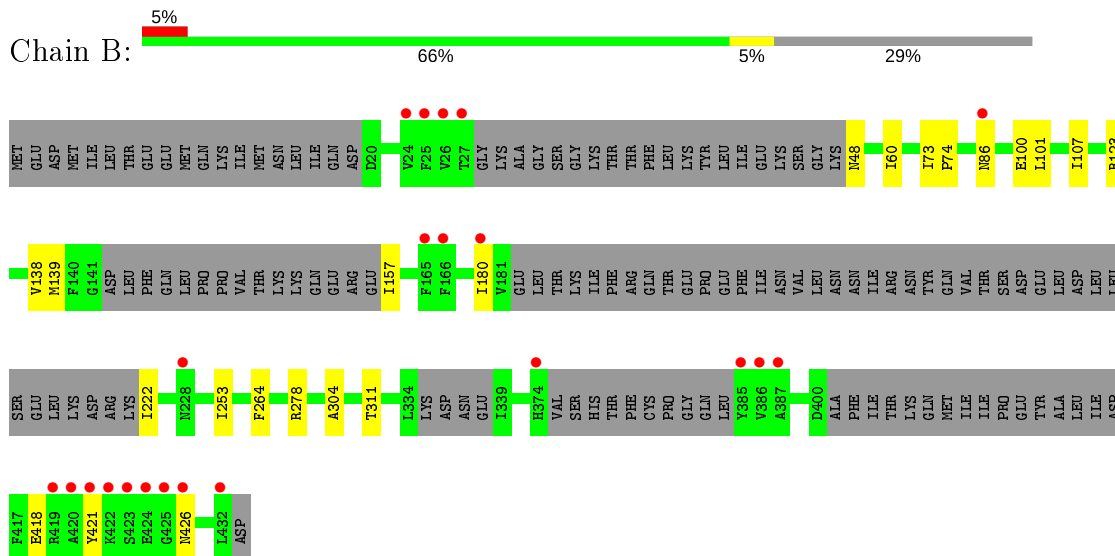 5%
Chain B:
66% 5% 29%
MET GLU ASP MET ILE LEU THR GLU GLU MET GLN LYS ILE MET ASN LEU ILE GLN ASP D20 V24 F25 V26 T27 GLY LYS ALA GLY SER GLY LYS THR THR PHE LEU LYS TYR LEU ILE GLU LYS SER GLY LYS N48 I60 I73 P74 N86 E100 L101 I107
V138 M139 F140 G141 ASP LEU PHE GLN LEU PRO PRO VAL THR LYS LYS GLN GLU ARG GLU I157 F165 F166 I180 V181 GLU LEU THR LYS ILE PHE ARG GLN THR GLU PRO GLU PHE ILE ASN VAL LEU ASN ASN ILE ARG ASN TYR GLN VAL THR SER ASP GLU LEU ASP LEU LEU
SER GLU LEU LYS ASP ARG LYS I222 N228 I253 F264 R278 A304 T311 L334 LYS ASP ASN GLU I339 H374 VAL SER HIS THR PHE CYS PRO GLY GLN LEU Y385 V386 A387 D400 ALA PHE ILE THR LYS GLN MET ILE ILE PRO GLU TYR ALA LEU ILE ASP
F417 E418 R419 A420 Y421 K422 S423 E424 G425 N426 L432 ASP